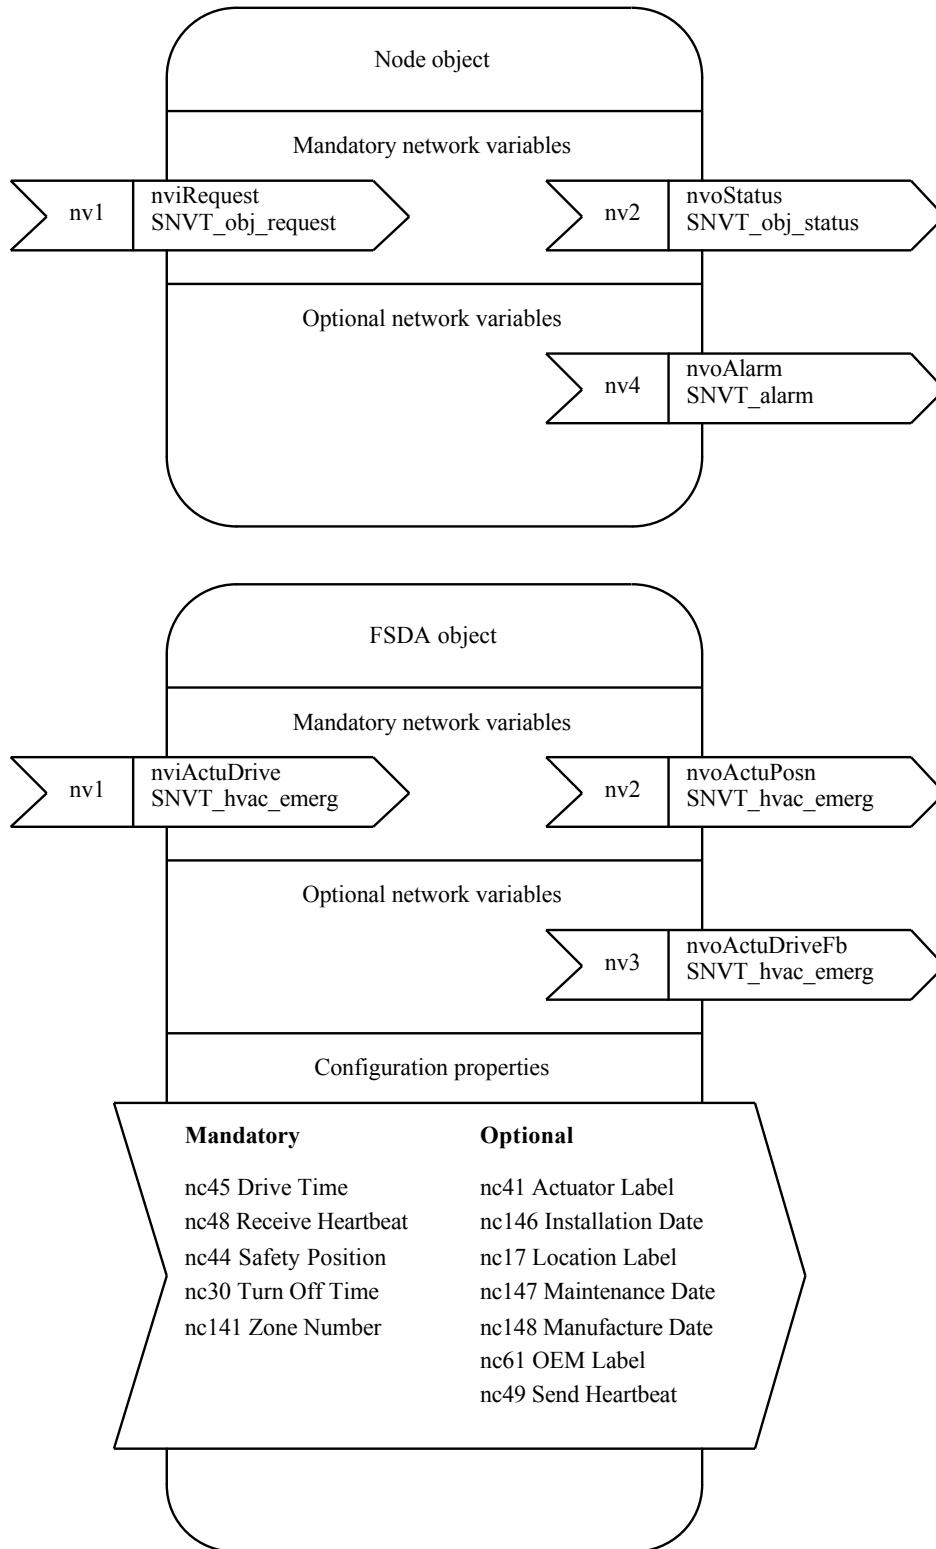 Node object
Mandatory network variables
nv1
nviRequest
SNVT_obj_request
nv2
nvoStatus
SNVT_obj_status
Optional network variables
nv4
nvoAlarm
SNVT_alarm
FSDA object
Mandatory network variables
nv1
nviActuDrive
SNVT_hvac_emerg
nv2
nvoActuPosn
SNVT_hvac_emerg
Optional network variables
nv3
nvoActuDriveFb
SNVT_hvac_emerg
Configuration properties
Mandatory
nc45 Drive Time
nc48 Receive Heartbeat
nc44 Safety Position
nc30 Turn Off Time
nc141 Zone Number
Optional
nc41 Actuator Label
nc146 Installation Date
nc17 Location Label
nc147 Maintenance Date
nc148 Manufacture Date
nc61 OEM Label
nc49 Send Heartbeat